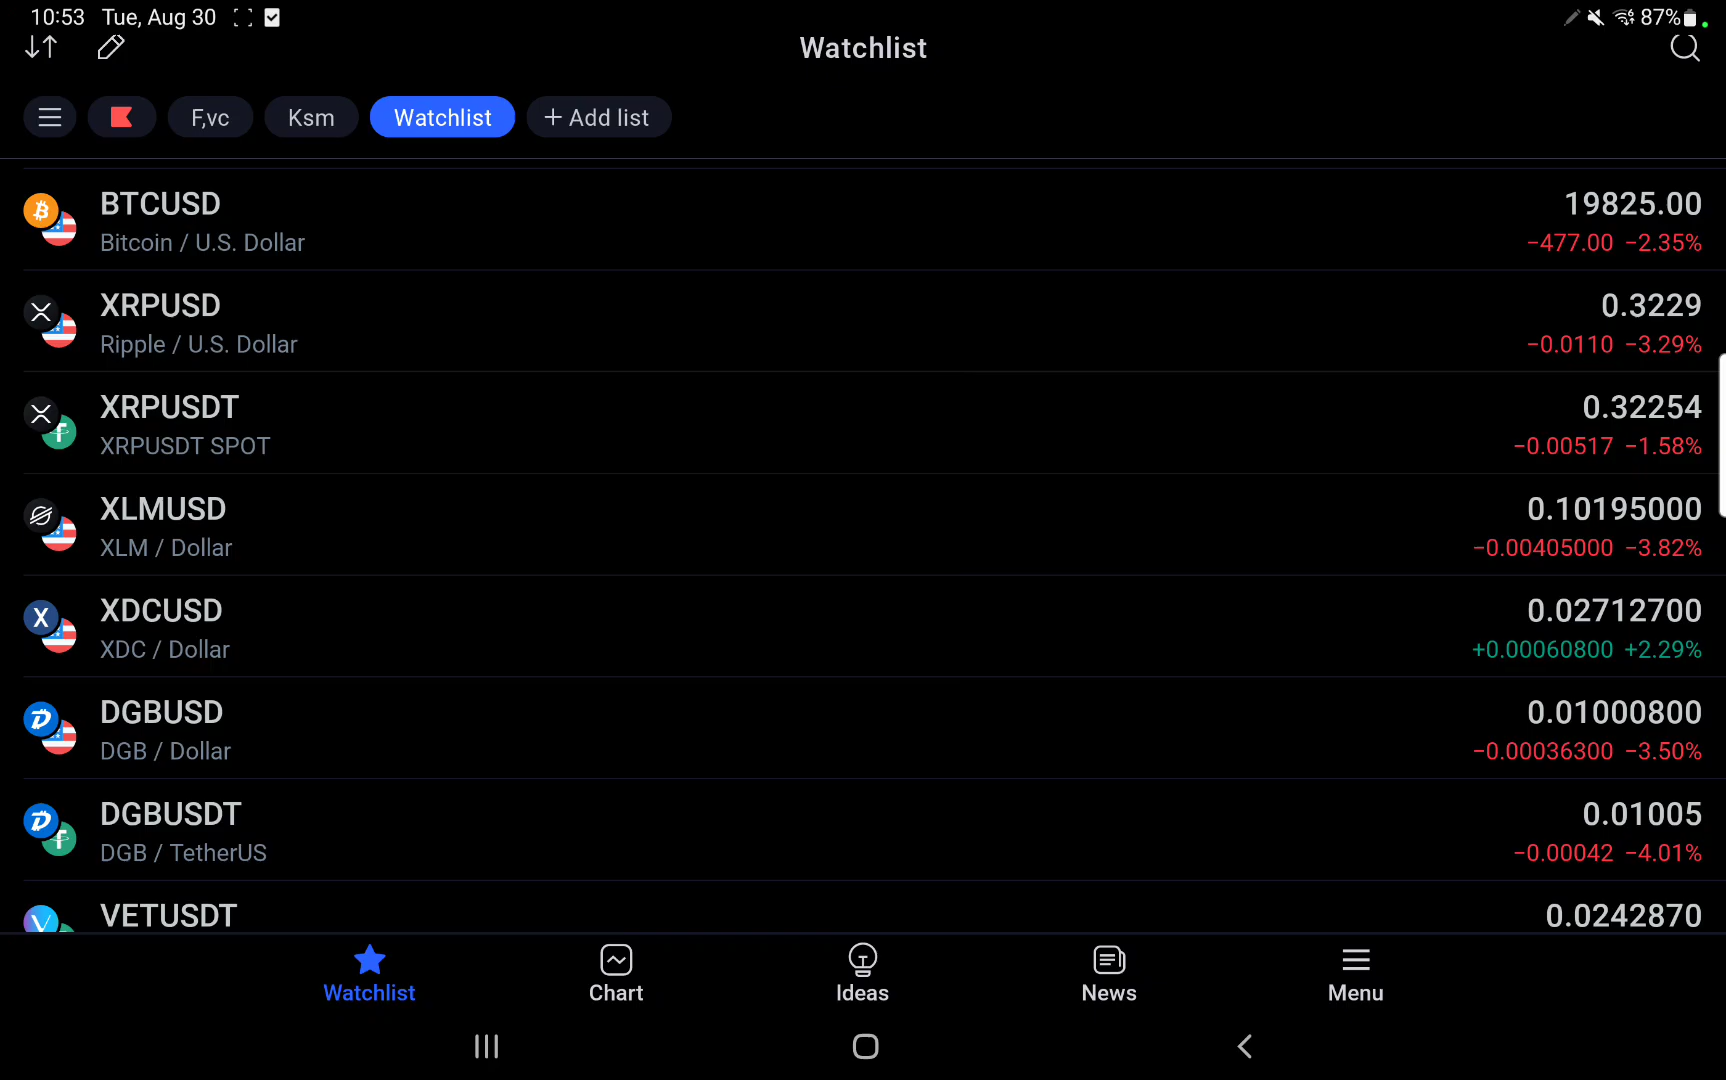 10:53 Tue, Aug 30 87%
Watchlist
F,vc Ksm Watchlist + Add list
BTCUSD 19825.00
Bitcoin / U.S. Dollar −477.00 −2.35%
XRPUSD 0.3229
Ripple / U.S. Dollar −0.0110 −3.29%
XRPUSDT 0.32254
XRPUSDT SPOT −0.00517 −1.58%
XLMUSD 0.10195000
XLM / Dollar −0.00405000 −3.82%
XDCUSD 0.02712700
XDC / Dollar +0.00060800 +2.29%
DGBUSD 0.01000800
DGB / Dollar −0.00036300 −3.50%
DGBUSDT 0.01005
DGB / TetherUS −0.00042 −4.01%
VETUSDT 0.0242870
Watchlist Chart Ideas News Menu